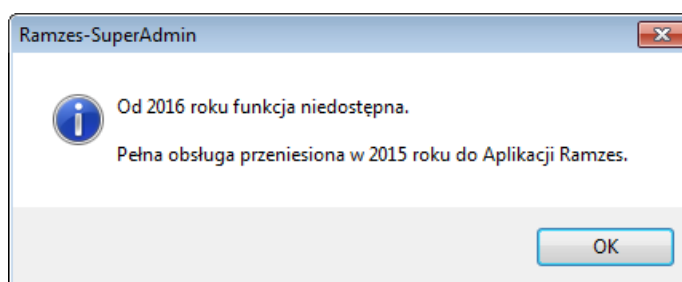 Ramzes-SuperAdmin
Od 2016 roku funkcja niedostępna.
Pełna obsługa przeniesiona w 2015 roku do Aplikacji Ramzes.
OK